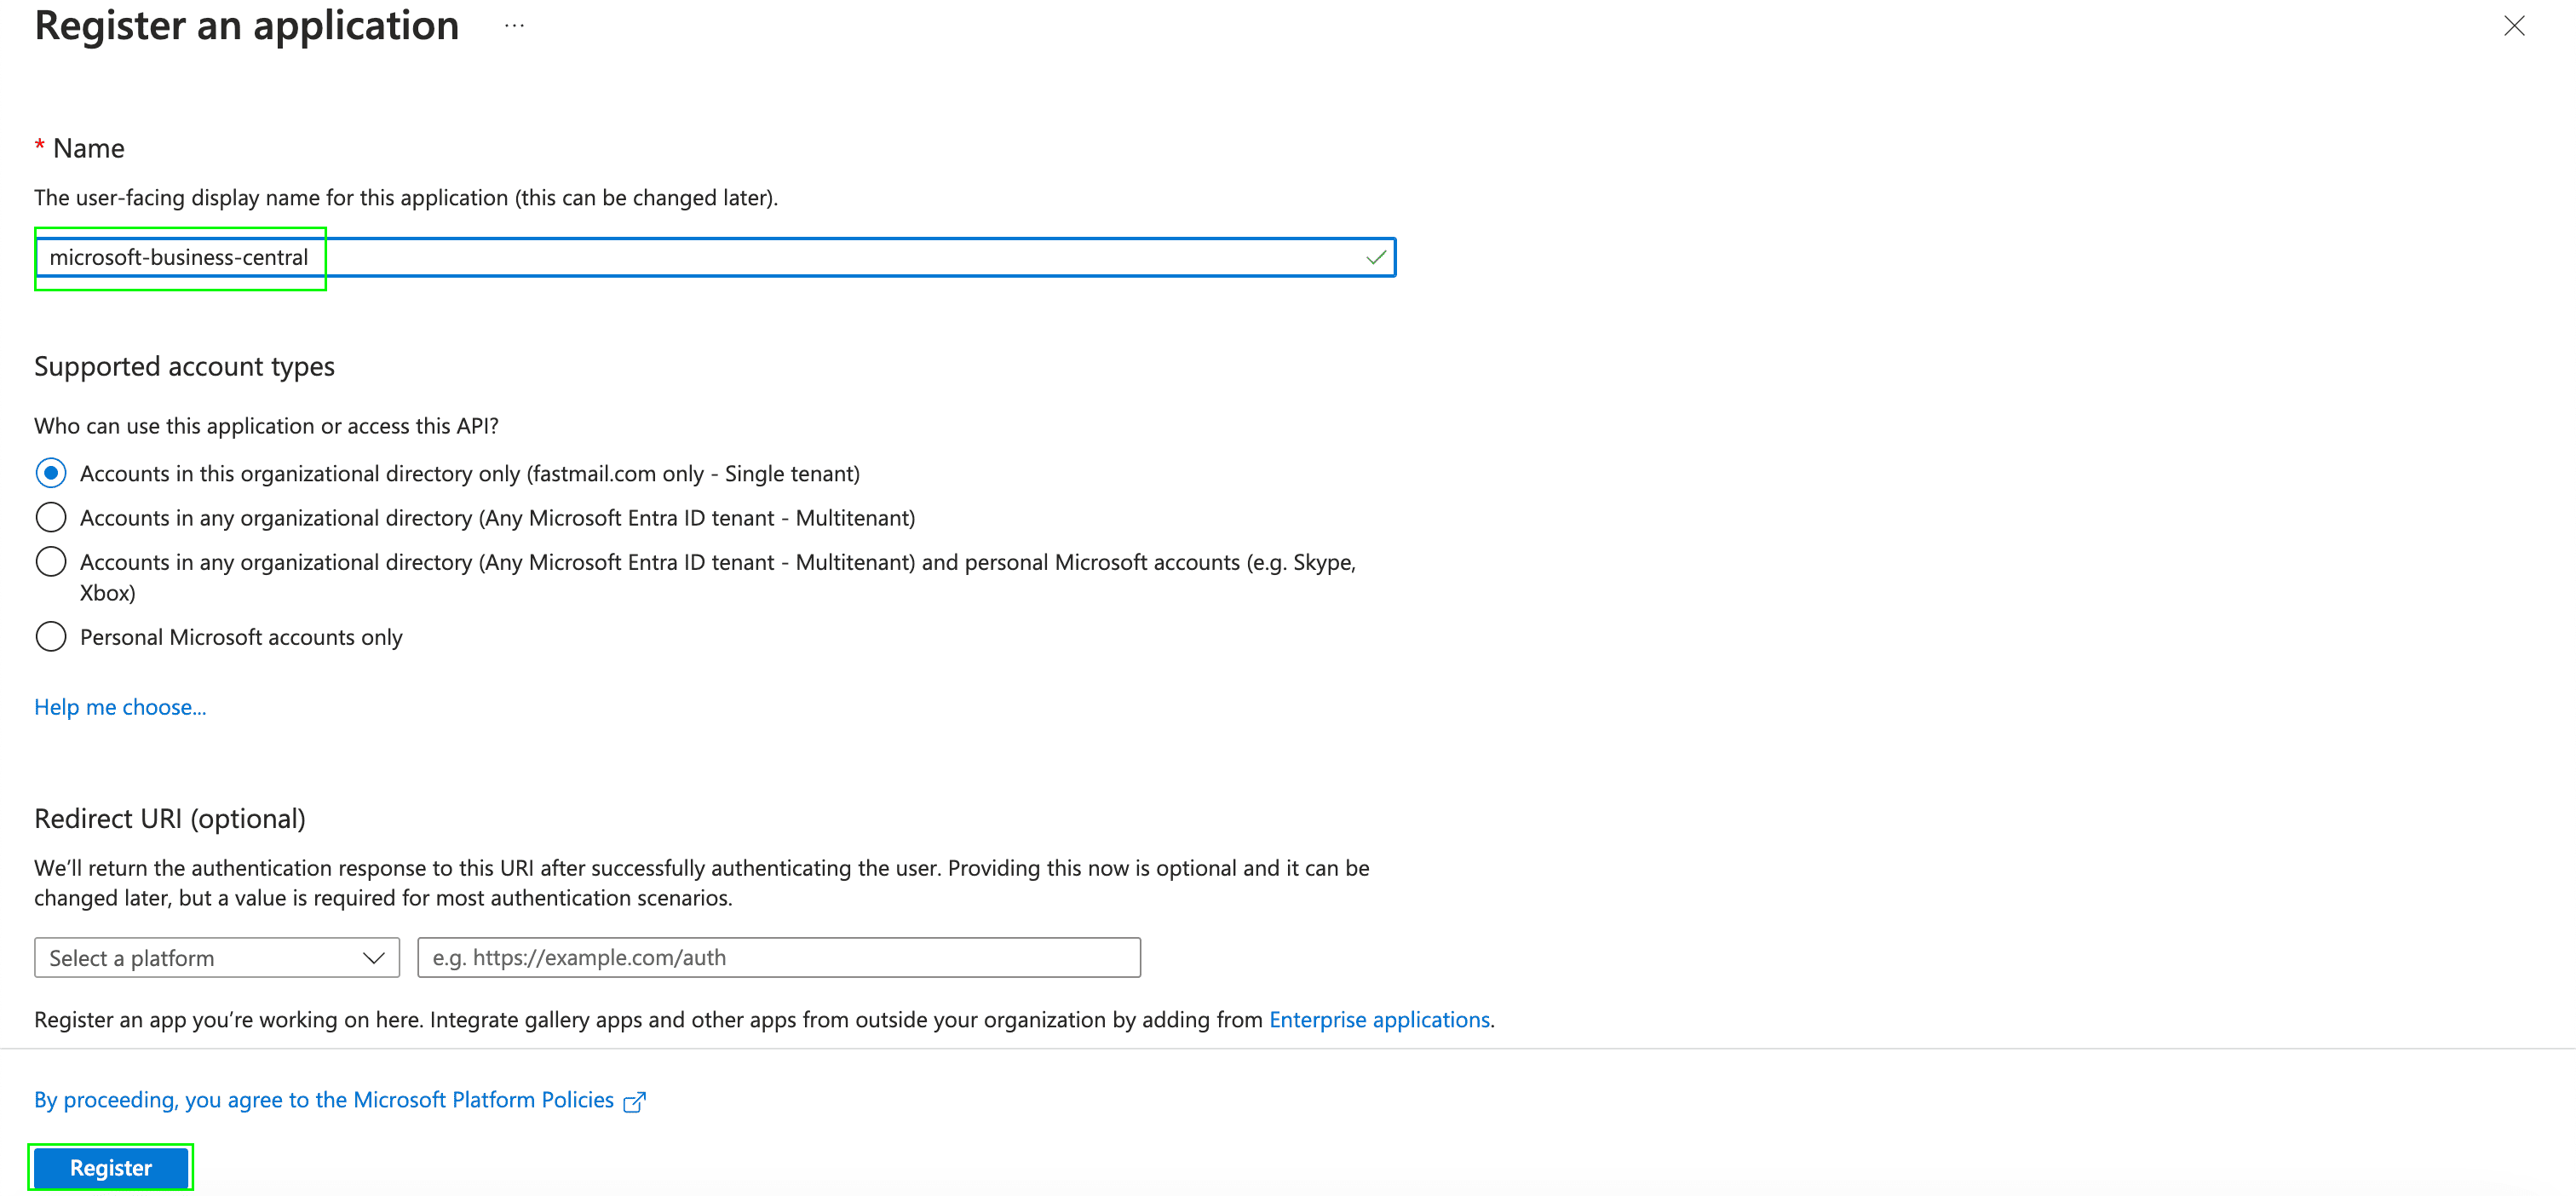 Register an application ...
* Name
The user-facing display name for this application (this can be changed later).
microsoft-business-central
Supported account types
Who can use this application or access this API?
Accounts in this organizational directory only (fastmail.com only - Single tenant)
Accounts in any organizational directory (Any Microsoft Entra ID tenant - Multitenant)
Accounts in any organizational directory (Any Microsoft Entra ID tenant - Multitenant) and personal Microsoft accounts (e.g. Skype,
Xbox)
Personal Microsoft accounts only
Help me choose...
Redirect URI (optional)
We’ll return the authentication response to this URI after successfully authenticating the user. Providing this now is optional and it can be
changed later, but a value is required for most authentication scenarios.
Select a platform e.g. https://example.com/auth
Register an app you’re working on here. Integrate gallery apps and other apps from outside your organization by adding from Enterprise applications.
By proceeding, you agree to the Microsoft Platform Policies
Register